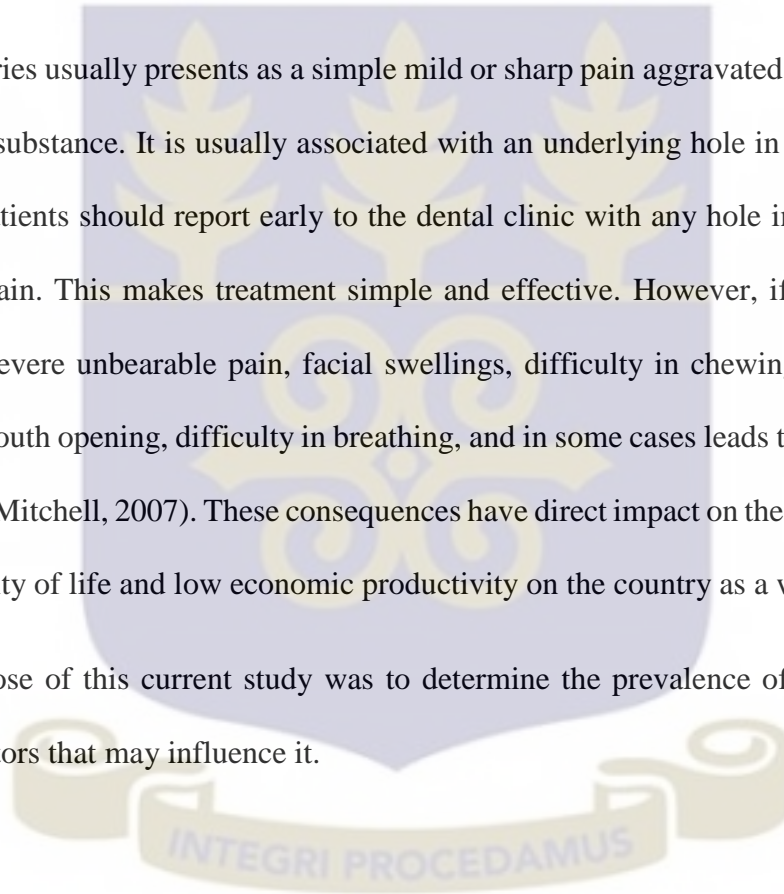 ries usually presents as a simple mild or sharp pain aggravated
substance. It is usually associated with an underlying hole in
tients should report early to the dental clinic with any hole i
ain. This makes treatment simple and effective. However, if
evere unbearable pain, facial swellings, difficulty in chewin
outh opening, difficulty in breathing, and in some cases leads t
Mitchell, 2007). These consequences have direct impact on the
ity of life and low economic productivity on the country as a
ose of this current study was to determine the prevalence of
tors that may influence it.
INTEGRI PROCEDAMUS